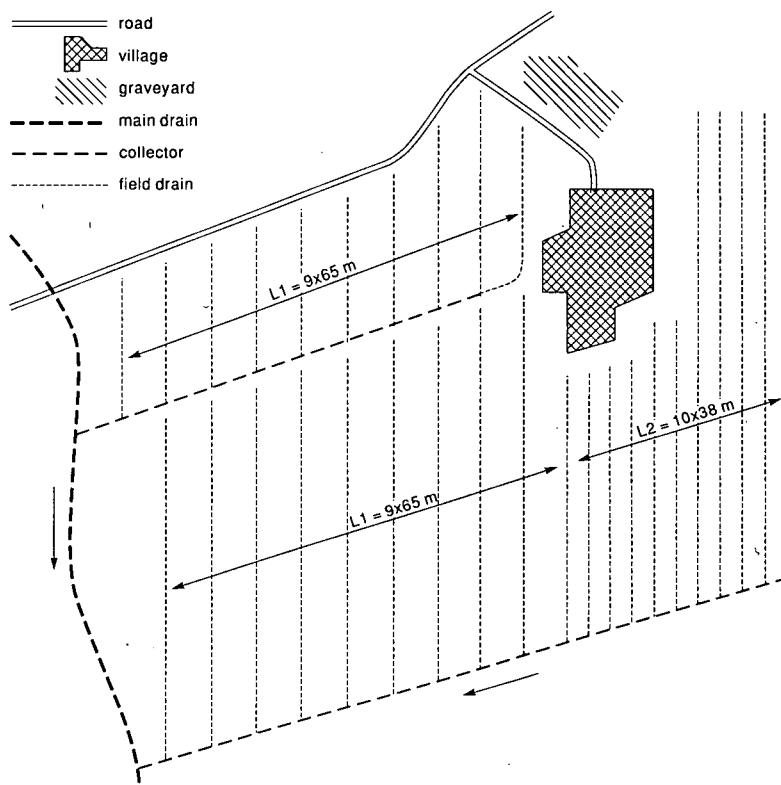 road
village
graveyard
main drain
collector
field drain
L1 = 9x65 m
L2 = 10x38 m
L1 = 9x65 m